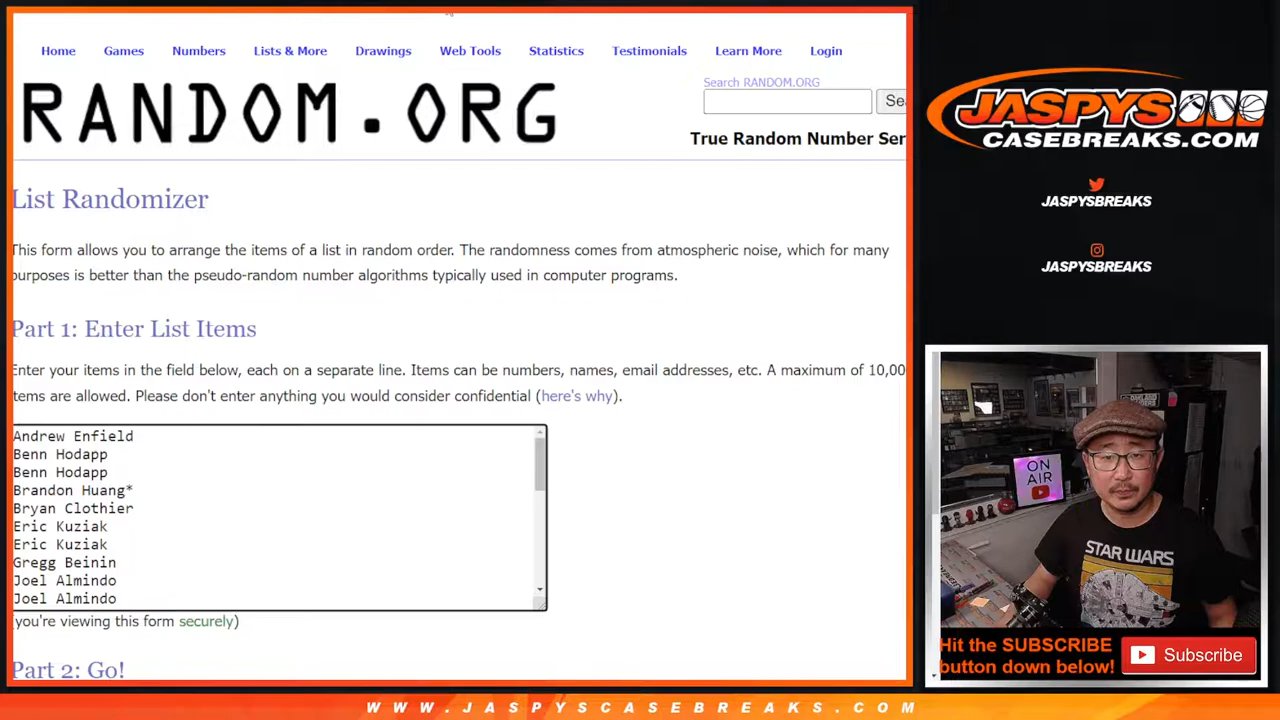 Home Games Numbers Lists & More Drawings Web Tools Statistics Testimonials Learn More Login
RANDOM.ORG
Search RANDOM.ORG
True Random Number Ser
List Randomizer
This form allows you to arrange the items of a list in random order. The randomness comes from atmospheric noise, which for many
purposes is better than the pseudo-random number algorithms typically used in computer programs.
Part 1: Enter List Items
Enter your items in the field below, each on a separate line. Items can be numbers, names, email addresses, etc. A maximum of 10,00
items are allowed. Please don't enter anything you would consider confidential (here's why).
Andrew Enfield
Benn Hodapp
Benn Hodapp
Brandon Huang*
Bryan Clothier
Eric Kuziak
Eric Kuziak
Gregg Beinin
Joel Almindo
Joel Almindo
(you're viewing this form securely)
Part 2: Go!
JASPYS
CASEBREAKS.COM
JASPYSBREAKS
JASPYSBREAKS
ON
AIR
STAR WARS
Hit the SUBSCRIBE
button down below!
Subscribe
WWW.JASPYSCASEBREAKS.COM